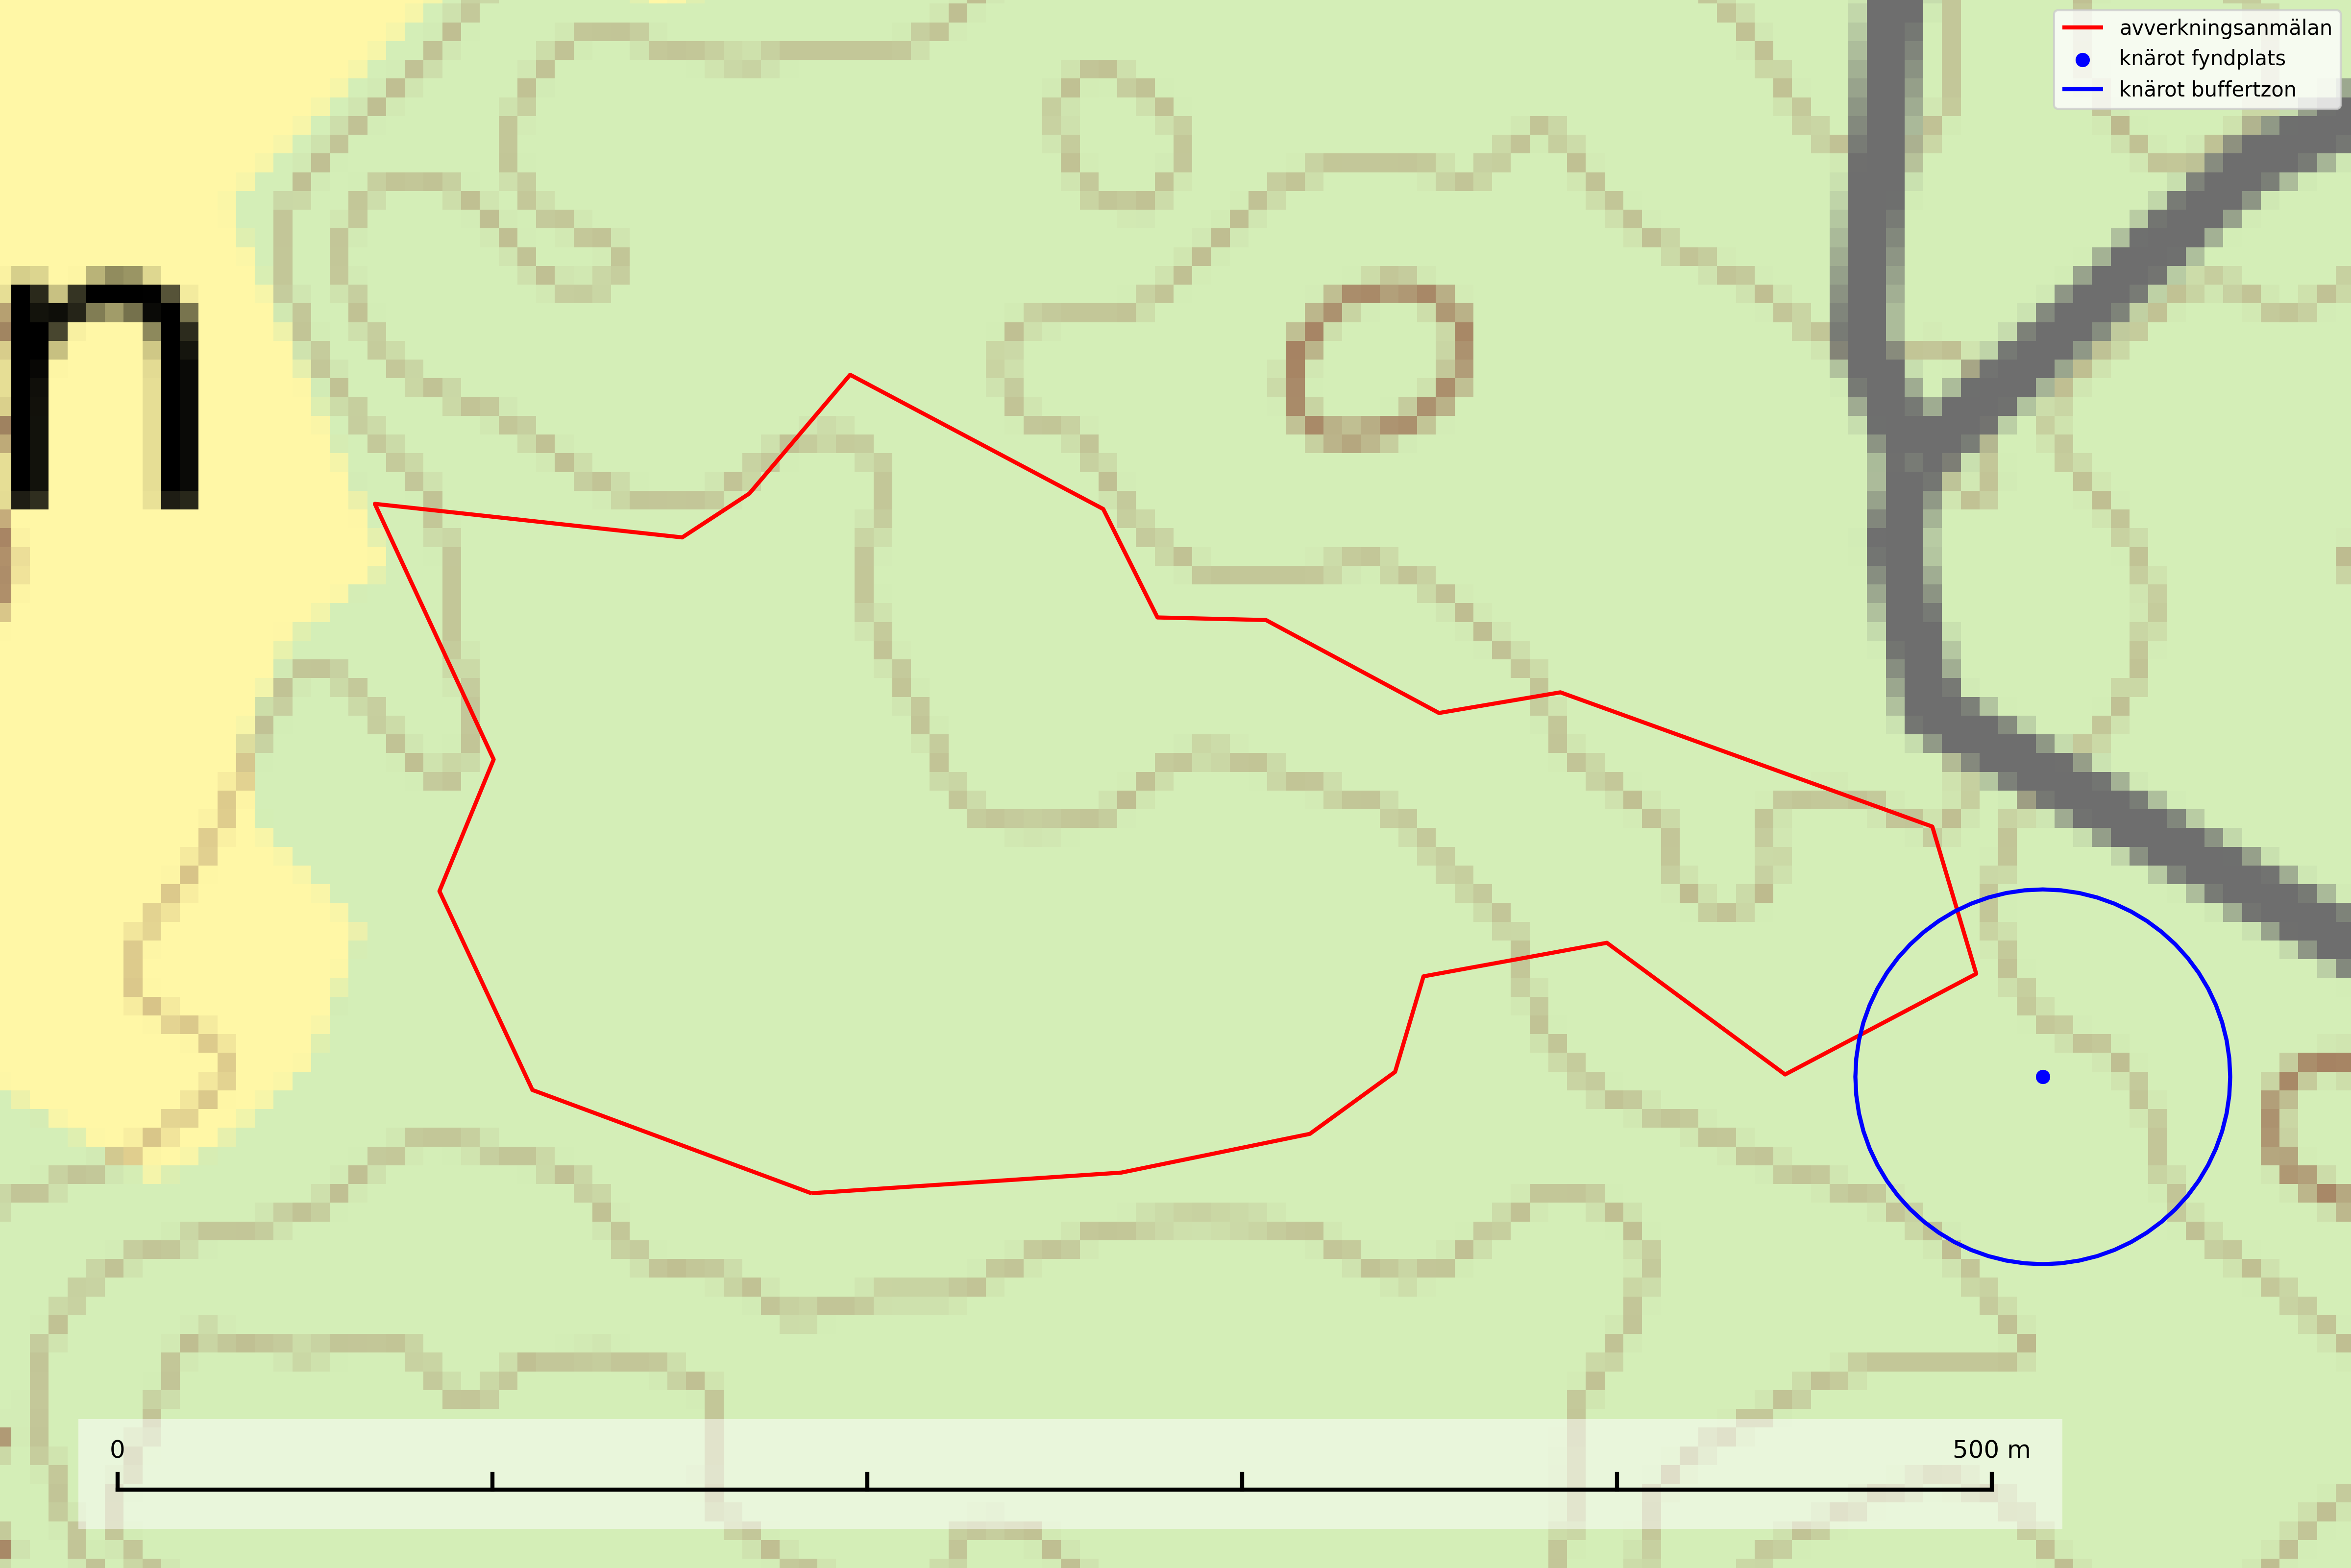 avverkningsanmälan
knärot fyndplats
knärot buffertzon
n
0 500 m